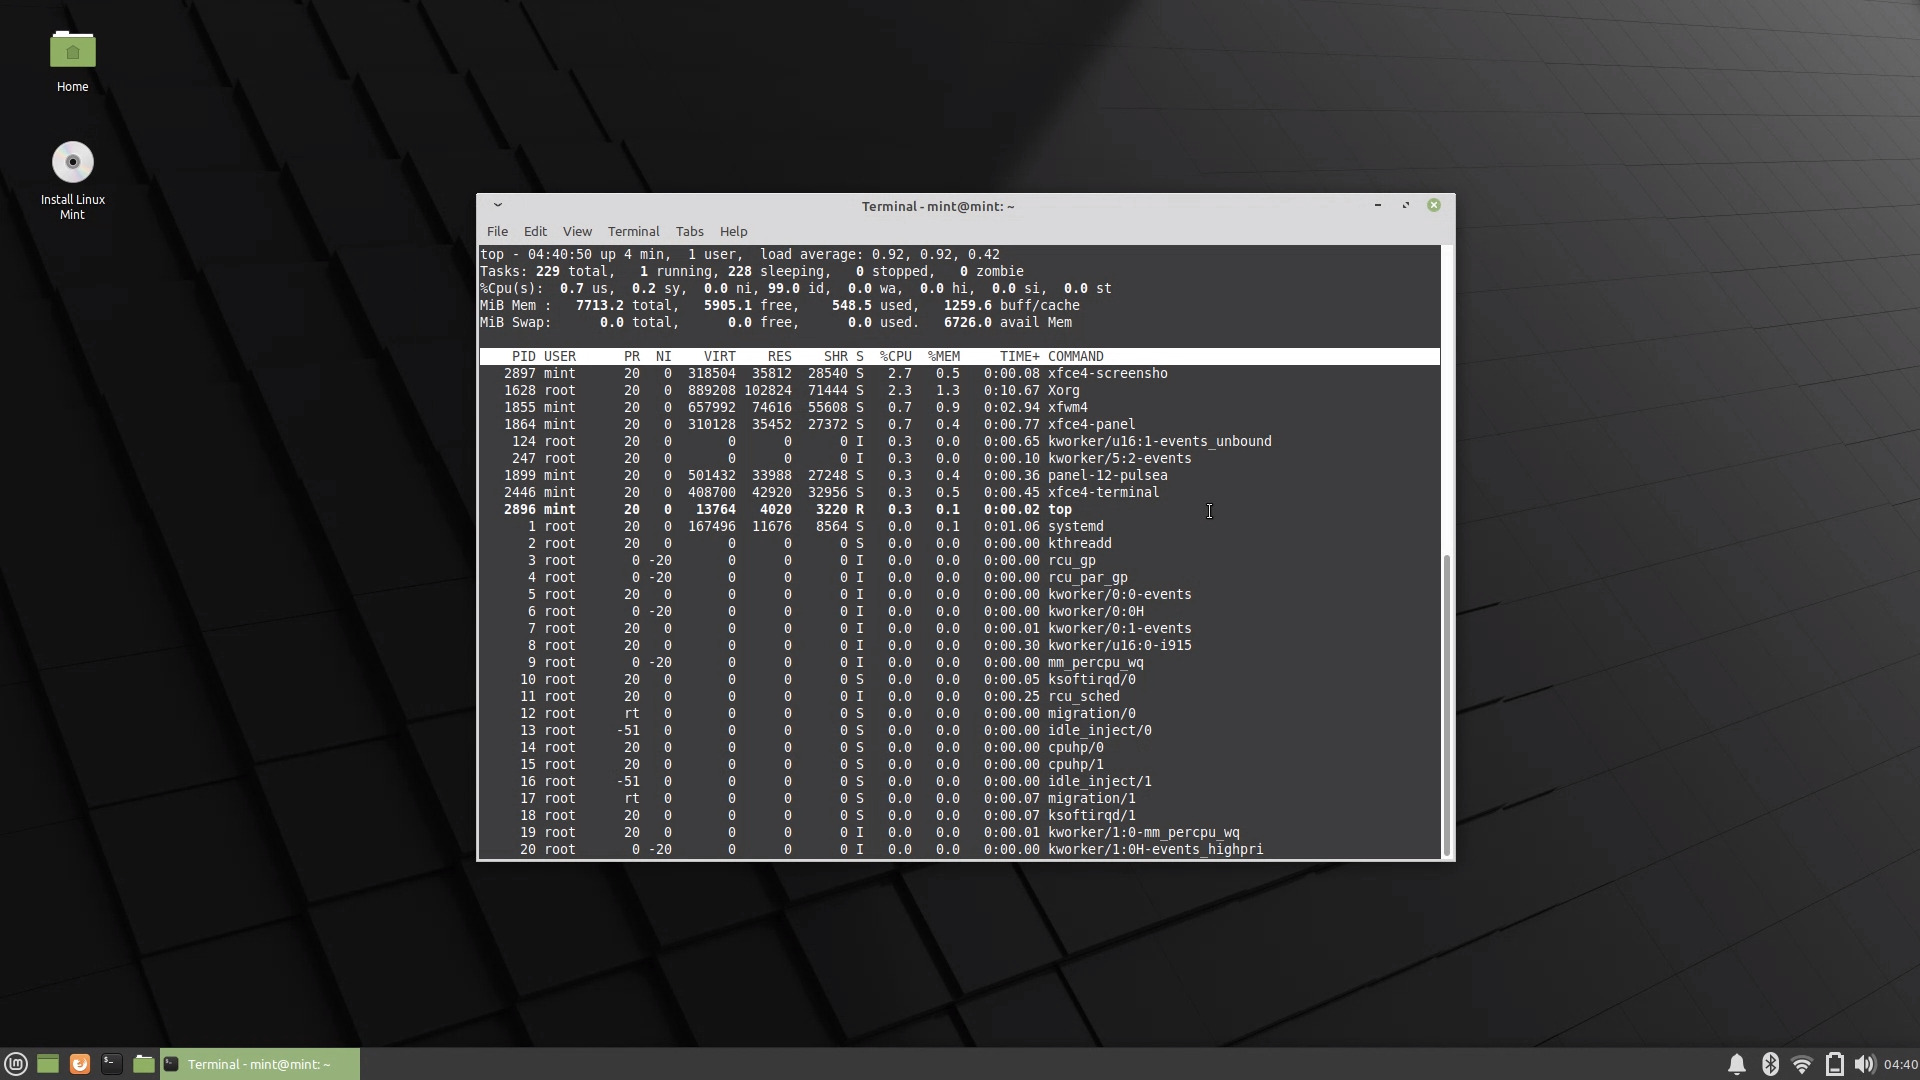 Home
Install Linux
Mint
Terminal - mint@mint: ~
File Edit View Terminal Tabs Help
top - 04:40:50 up 4 min,  1 user,  load average: 0.92, 0.92, 0.42
Tasks: 229 total,   1 running, 228 sleeping,   0 stopped,   0 zombie
%Cpu(s):  0.7 us,  0.2 sy,  0.0 ni, 99.0 id,  0.0 wa,  0.0 hi,  0.0 si,  0.0 st
MiB Mem :   7713.2 total,   5905.1 free,    548.5 used,   1259.6 buff/cache
MiB Swap:      0.0 total,      0.0 free,      0.0 used.   6726.0 avail Mem
PID USER PR NI VIRT RES SHR S %CPU %MEM TIME+ COMMAND
2897 mint 20 0 318504 35812 28540 S 2.7 0.5 0:00.08 xfce4-screensho
1628 root 20 0 889208 102824 71444 S 2.3 1.3 0:10.67 Xorg
1855 mint 20 0 657992 74616 55608 S 0.7 0.9 0:02.94 xfwm4
1864 mint 20 0 310128 35452 27372 S 0.7 0.4 0:00.77 xfce4-panel
124 root 20 0 0 0 0 I 0.3 0.0 0:00.65 kworker/u16:1-events_unbound
247 root 20 0 0 0 0 I 0.3 0.0 0:00.10 kworker/5:2-events
1899 mint 20 0 501432 33988 27248 S 0.3 0.4 0:00.36 panel-12-pulsea
2446 mint 20 0 408700 42920 32956 S 0.3 0.5 0:00.45 xfce4-terminal
2896 mint 20 0 13764 4020 3220 R 0.3 0.1 0:00.02 top
1 root 20 0 167496 11676 8564 S 0.0 0.1 0:01.06 systemd
2 root 20 0 0 0 0 S 0.0 0.0 0:00.00 kthreadd
3 root 0 -20 0 0 0 I 0.0 0.0 0:00.00 rcu_gp
4 root 0 -20 0 0 0 I 0.0 0.0 0:00.00 rcu_par_gp
5 root 20 0 0 0 0 I 0.0 0.0 0:00.00 kworker/0:0-events
6 root 0 -20 0 0 0 I 0.0 0.0 0:00.00 kworker/0:0H
7 root 20 0 0 0 0 I 0.0 0.0 0:00.01 kworker/0:1-events
8 root 20 0 0 0 0 I 0.0 0.0 0:00.30 kworker/u16:0-i915
9 root 0 -20 0 0 0 I 0.0 0.0 0:00.00 mm_percpu_wq
10 root 20 0 0 0 0 S 0.0 0.0 0:00.05 ksoftirqd/0
11 root 20 0 0 0 0 I 0.0 0.0 0:00.25 rcu_sched
12 root rt 0 0 0 0 S 0.0 0.0 0:00.00 migration/0
13 root -51 0 0 0 0 S 0.0 0.0 0:00.00 idle_inject/0
14 root 20 0 0 0 0 S 0.0 0.0 0:00.00 cpuhp/0
15 root 20 0 0 0 0 S 0.0 0.0 0:00.00 cpuhp/1
16 root -51 0 0 0 0 S 0.0 0.0 0:00.00 idle_inject/1
17 root rt 0 0 0 0 S 0.0 0.0 0:00.07 migration/1
18 root 20 0 0 0 0 S 0.0 0.0 0:00.07 ksoftirqd/1
19 root 20 0 0 0 0 I 0.0 0.0 0:00.01 kworker/1:0-mm_percpu_wq
20 root 0 -20 0 0 0 I 0.0 0.0 0:00.00 kworker/1:0H-events_highpri
Terminal - mint@mint: ~
04:40